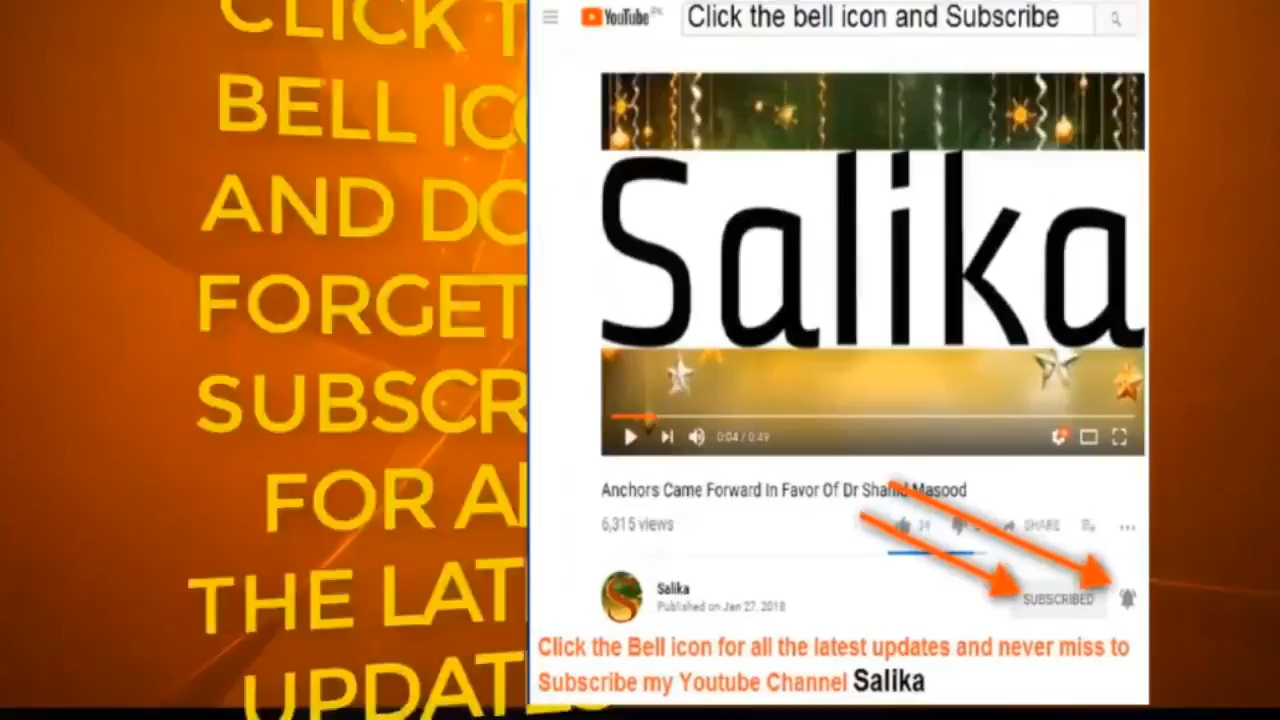 CLICK T
BELL IC
AND DO
FORGET
SUBSCR
FOR A
THE LAT
UPDATES
YouTube PK
Click the bell icon and Subscribe
Salika
0:04 / 0:49
Anchors Came Forward In Favor Of Dr Shahid Masood
6,315 views
SHARE
Salika
Published on Jan 27, 2018
SUBSCRIBED
Click the Bell icon for all the latest updates and never miss to
Subscribe my Youtube Channel Salika